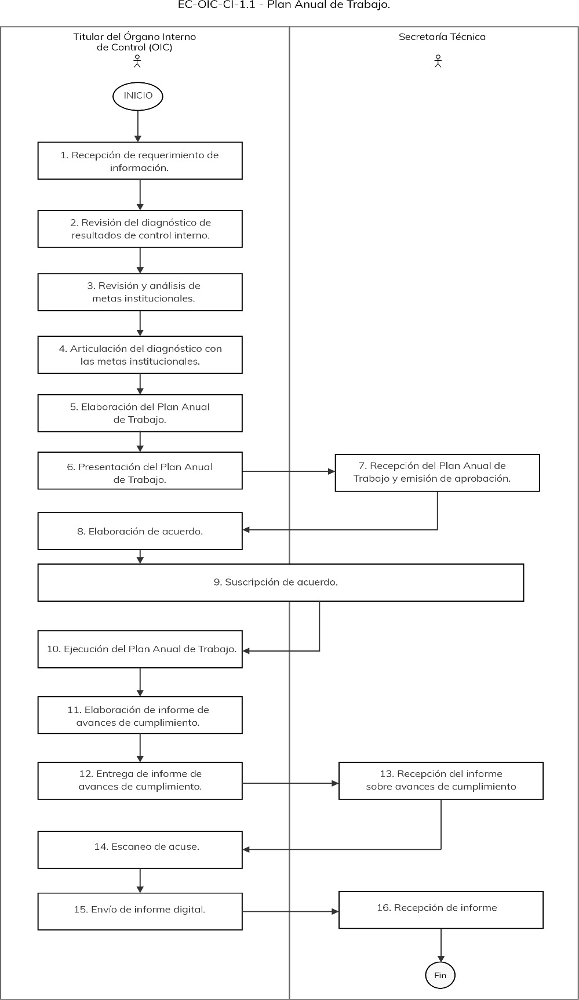 EC-OIC-CI-1.1 - Plan Anual de Trabajo.
Titular del Órgano Interno
de Control (OIC)
Secretaría Técnica
INICIO
1. Recepción de requerimiento de
información.
2. Revisión del diagnóstico de
resultados de control interno.
3. Revisión y análisis de
metas institucionales.
4. Articulación del diagnóstico con
las metas institucionales.
5. Elaboración del Plan Anual
de Trabajo.
6. Presentación del Plan Anual
de Trabajo.
7. Recepción del Plan Anual de
Trabajo y emisión de aprobación.
8. Elaboración de acuerdo.
9. Suscripción de acuerdo.
10. Ejecución del Plan Anual de Trabajo.
11. Elaboración de informe de
avances de cumplimiento.
12. Entrega de informe de
avances de cumplimiento.
13. Recepción del informe
sobre avances de cumplimiento
14. Escaneo de acuse.
15. Envío de informe digital.
16. Recepción de informe
Fin